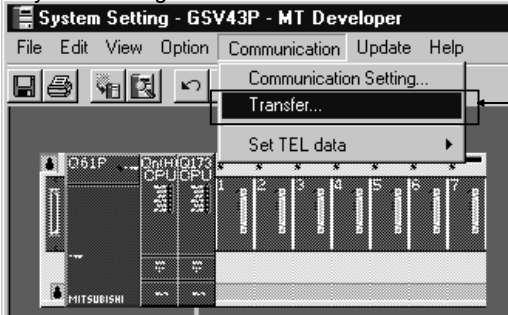 System Setting - GSV43P - MT Developer
File Edit View Option Communication Update Help
Communication Setting...
Transfer...
Set TEL data
Q61P Qn(H) Q173
CPU CPU
1 2 3 4 5 6 7
MITSUBISHI